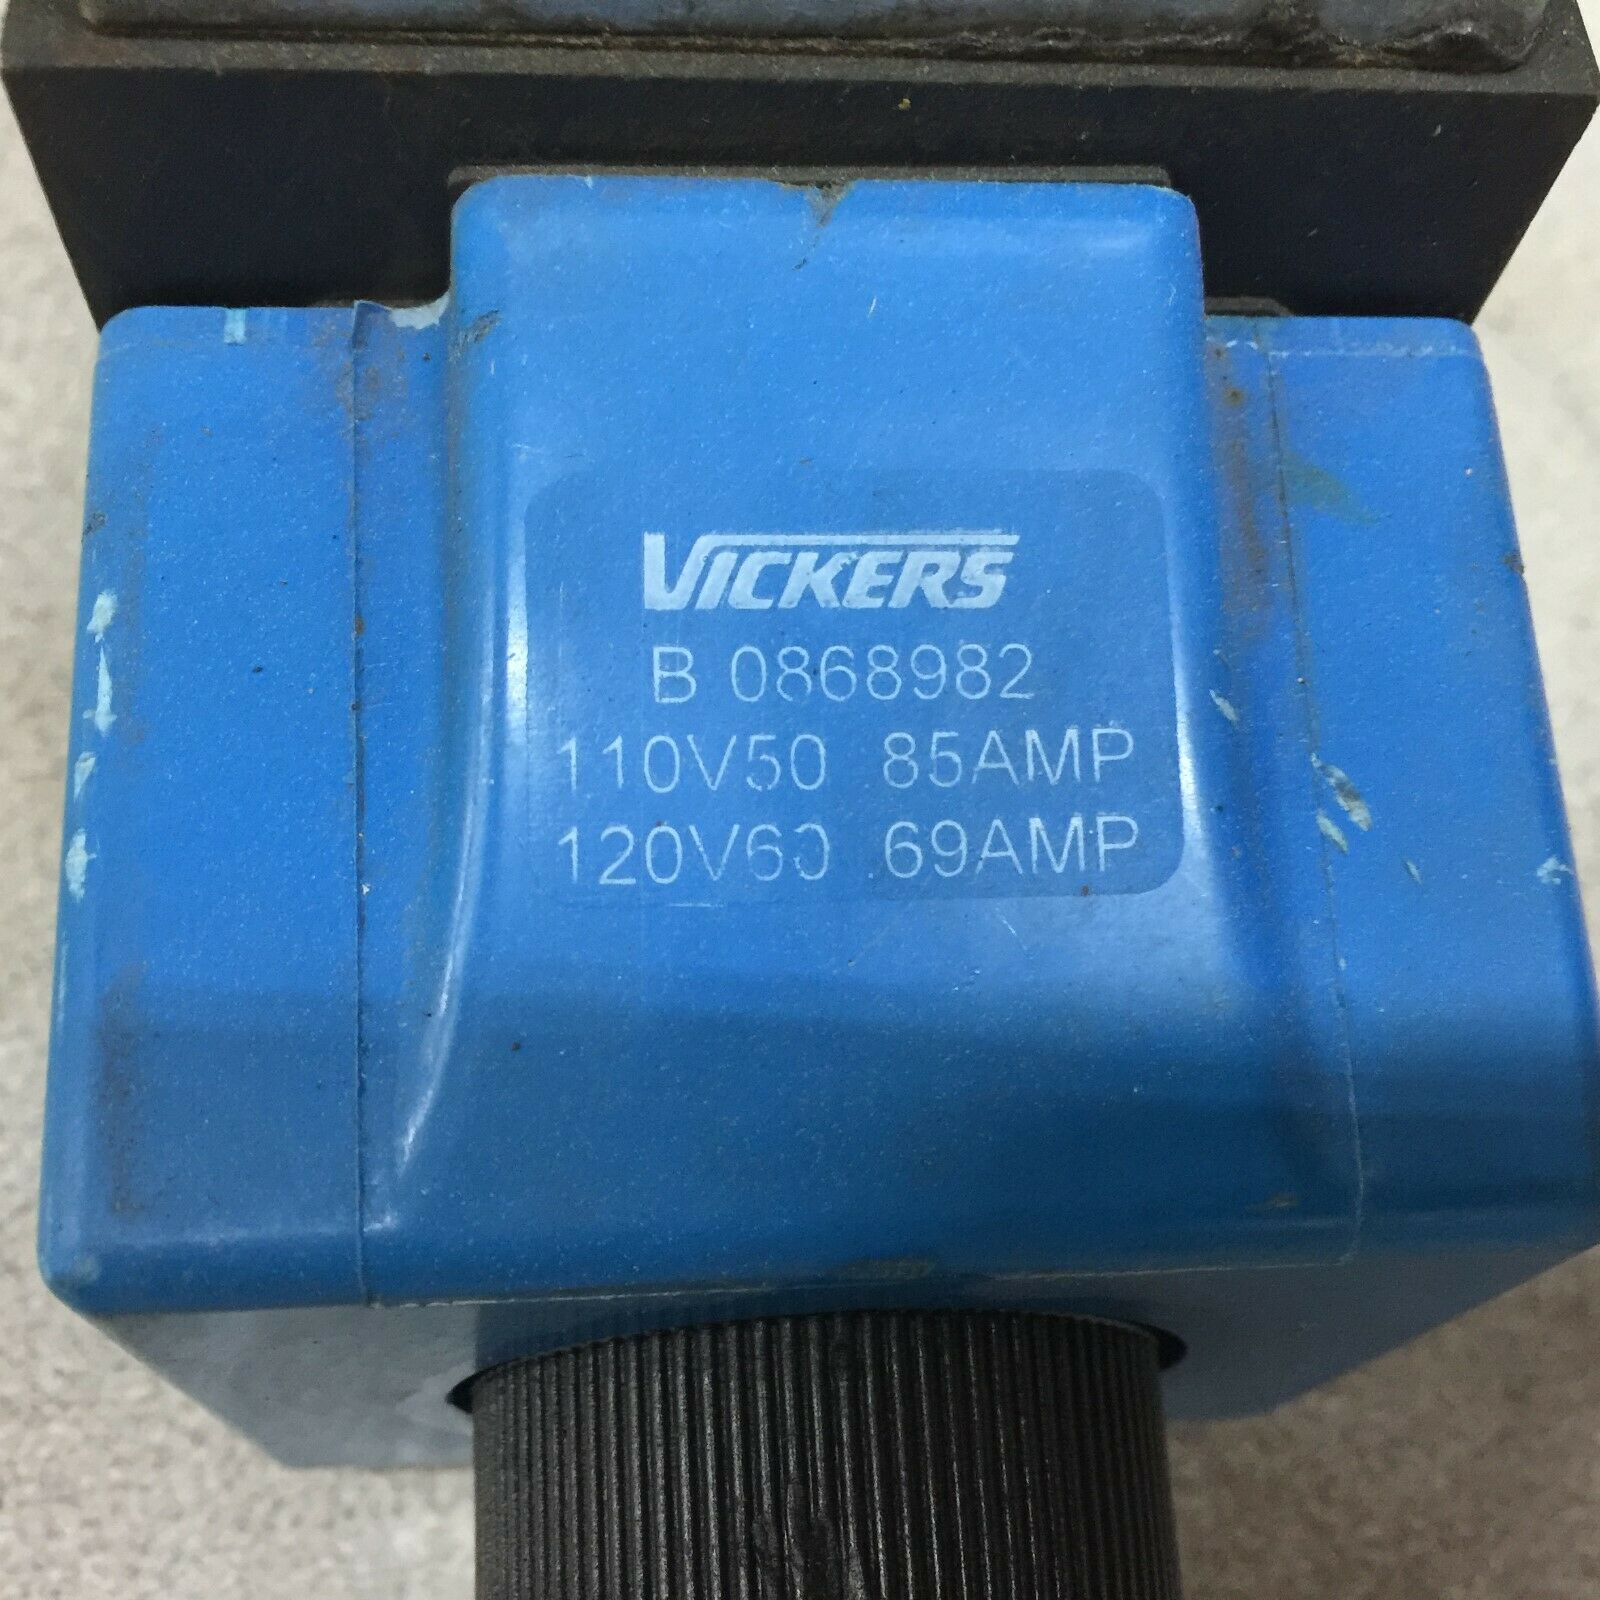 VICKERS
B 0868982
110V50 .85AMP
120V60 .69AMP